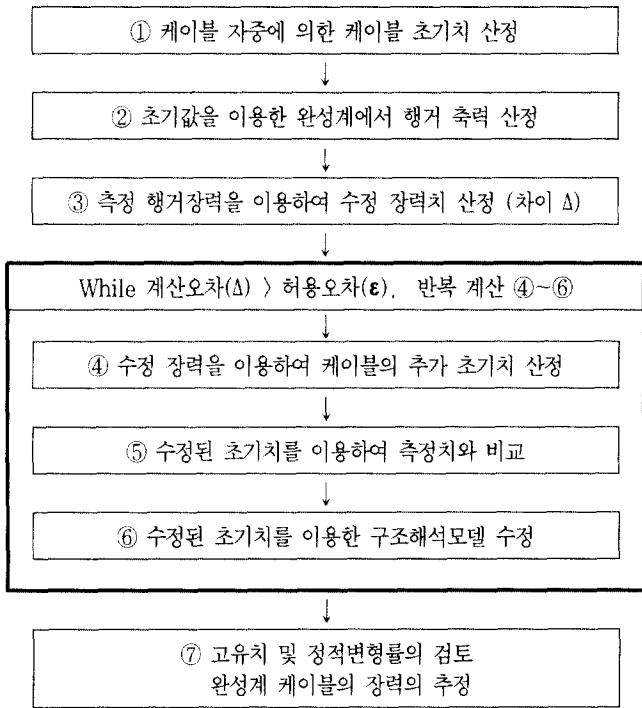 ① 케이블 자중에 의한 케이블 초기치 산정
② 초기값을 이용한 완성계에서 행거 축력 산정
③ 측정 행거장력을 이용하여 수정 장력치 산정 (차이 Δ)
While 계산오차(Δ) > 허용오차(ε), 반복 계산 ④~⑥
④ 수정 장력을 이용하여 케이블의 추가 초기치 산정
⑤ 수정된 초기치를 이용하여 측정치와 비교
⑥ 수정된 초기치를 이용한 구조해석모델 수정
⑦ 고유치 및 정적변형률의 검토
완성계 케이블의 장력의 추정